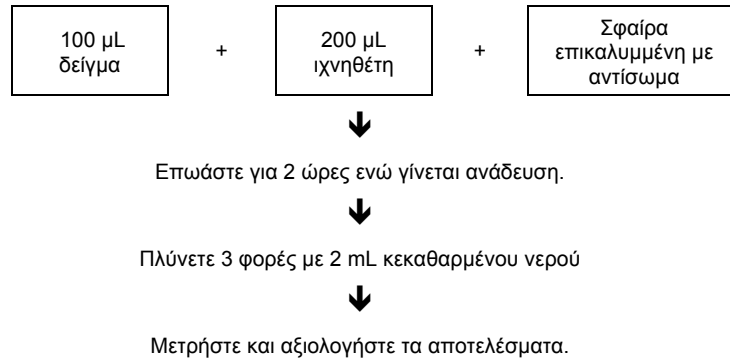 100 µL δείγμα + 200 µL ιχνηθέτη + Σφαίρα επικαλυμμένη με αντίσωμα
Επωάστε για 2 ώρες ενώ γίνεται ανάδευση.
Πλύνετε 3 φορές με 2 mL κεκαθαρμένου νερού
Μετρήστε και αξιολογήστε τα αποτελέσματα.